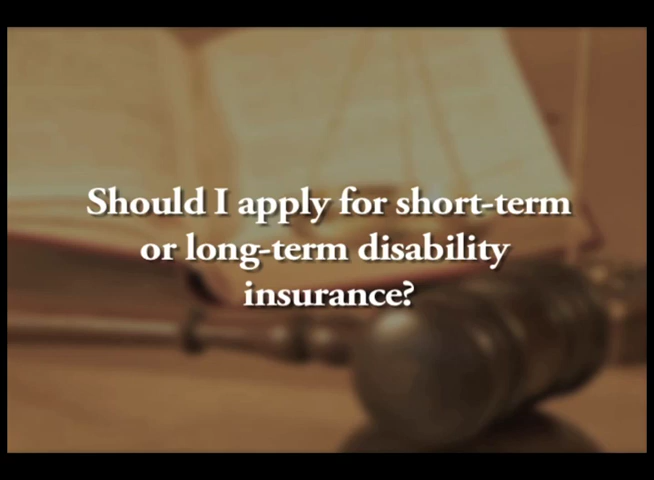 Should I apply for short-term
or long-term disability
insurance?